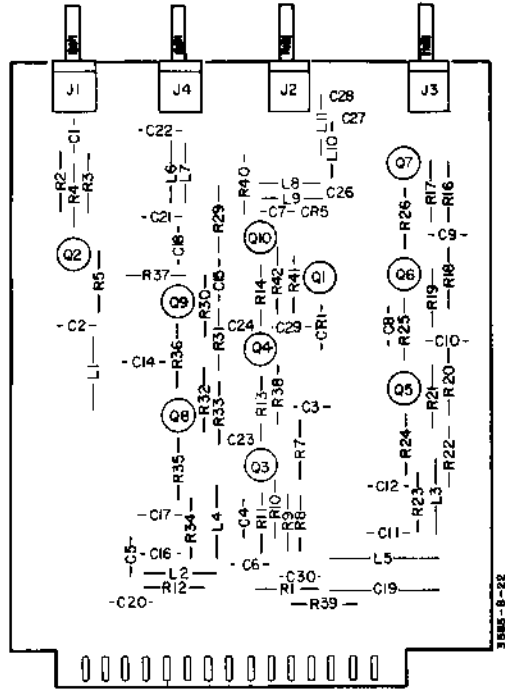 J1 J4 J2 J3
C28
C27
C1 C22 L11
L10
R2 R4 R3 L6 L7 R40 L8 C26 Q7 R17 R16
L9
C21 R29 C7 CR5 R26 C9
Q2 C18 Q10
R5 R37 C15 R14 R42 R41 Q1 Q6 R19 R18
Q9 R30
C2 R31 C24 C29 CR1 C8 R25 C10
L1 C14 R36 Q4
R32 R33 R13 R38 C3 Q5 R21 R20
Q8 C23 R7 R24 R22
R35 Q3
C12 R23 L3
C17 R34 L4 C4 R11 R10 R9 R8 C11
C5 C16 C6 L5
L2 C30
R12 R1 C19
C20 R39
3585-B-22